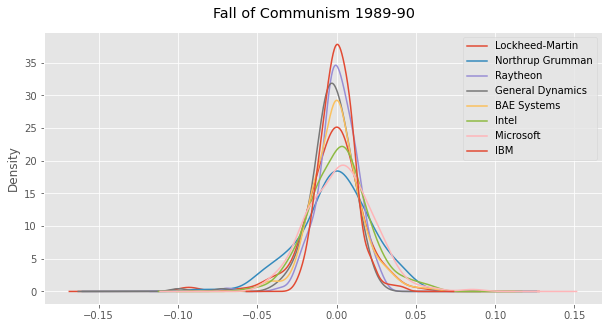 Fall of Communism 1989-90
Lockheed-Martin
Northrup Grumman
Raytheon
General Dynamics
BAE Systems
Intel
Microsoft
IBM
Density
35
30
25
20
15
10
5
0
−0.15 −0.10 −0.05 0.00 0.05 0.10 0.15